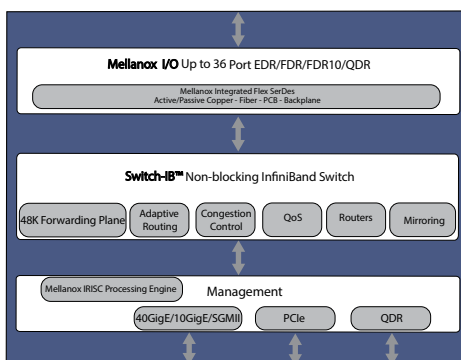 Mellanox I/O Up to 36 Port EDR/FDR/FDR10/QDR
Mellanox Integrated Flex SerDes
Active/Passive Copper - Fiber - PCB - Backplane
Switch-IB™ Non-blocking InfiniBand Switch
48K Forwarding Plane
Adaptive
Routing
Congestion
Control
QoS
Routers
Mirroring
Mellanox IRISC Processing Engine
Management
40GigE/10GigE/SGMII
PCIe
QDR